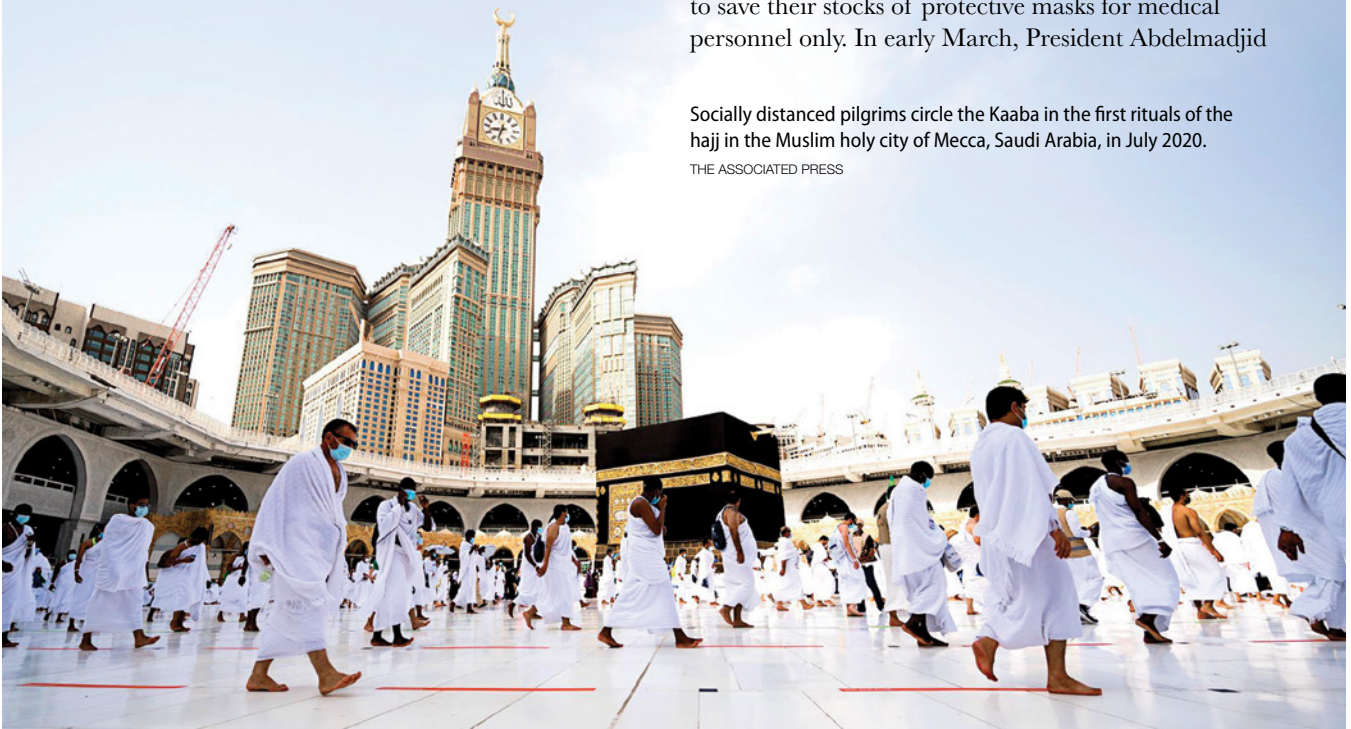 to save their stocks of protective masks for medical
personnel only. In early March, President Abdelmadjid
Socially distanced pilgrims circle the Kaaba in the first rituals of the
hajj in the Muslim holy city of Mecca, Saudi Arabia, in July 2020.
THE ASSOCIATED PRESS